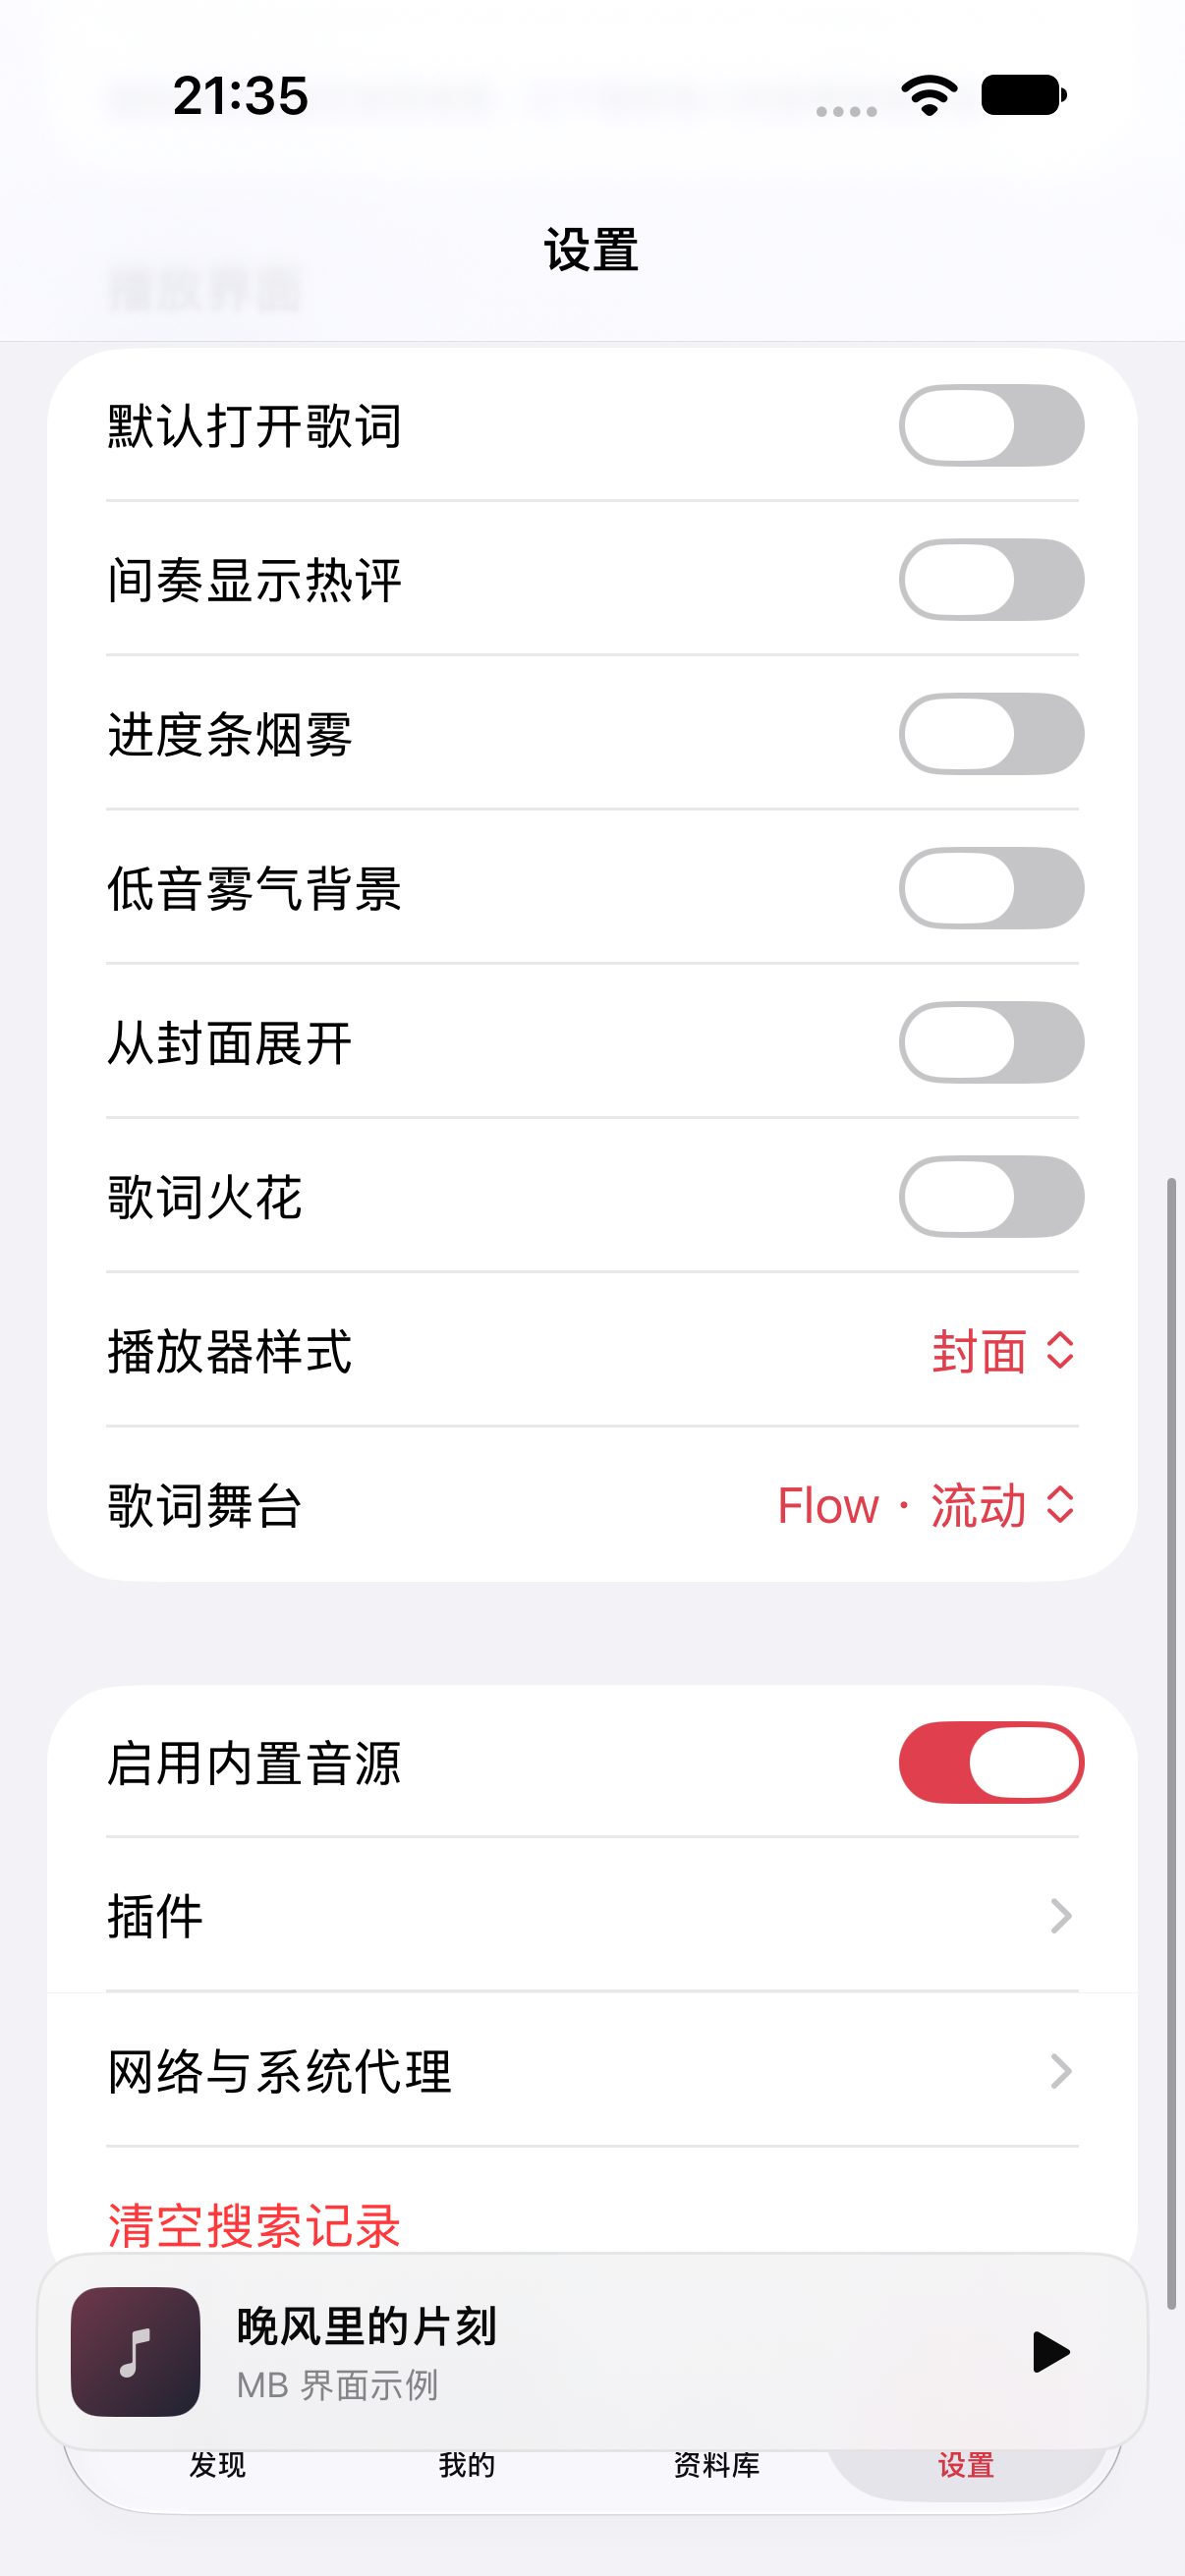 21:35
设置
播放界面
默认打开歌词
间奏显示热评
进度条烟雾
低音雾气背景
从封面展开
歌词火花
播放器样式 封面
歌词舞台 Flow · 流动
启用内置音源
插件
网络与系统代理
清空搜索记录
晚风里的片刻
MB 界面示例
发现 我的 资料库 设置